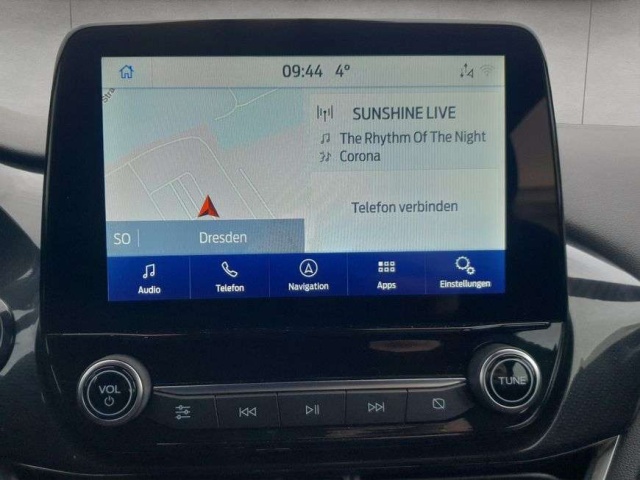 09:44 4°
Stra
SUNSHINE LIVE
The Rhythm Of The Night
Corona
Telefon verbinden
SO Dresden
Audio Telefon Navigation Apps Einstellungen
VOL
TUNE